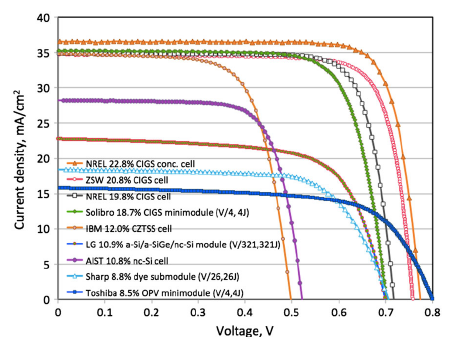 40
35
30
25
20
15
10
5
0
Current density, mA/cm²
NREL 22.8% CIGS conc. cell
ZSW 20.8% CIGS cell
NREL 19.8% CIGS cell
Solibro 18.7% CIGS minimodule (V/4,4J)
IBM 12.0% CZTSS cell
LG 10.9% a-Si/a-SiGe/nc-Si module (V/321,321J)
AIST 10.8% nc-Si cell
Sharp 8.8% dye submodule (V/26,26J)
Toshiba 8.5% OPV minimodule (V/4,4J)
0 0.1 0.2 0.3 0.4 0.5 0.6 0.7 0.8
Voltage, V